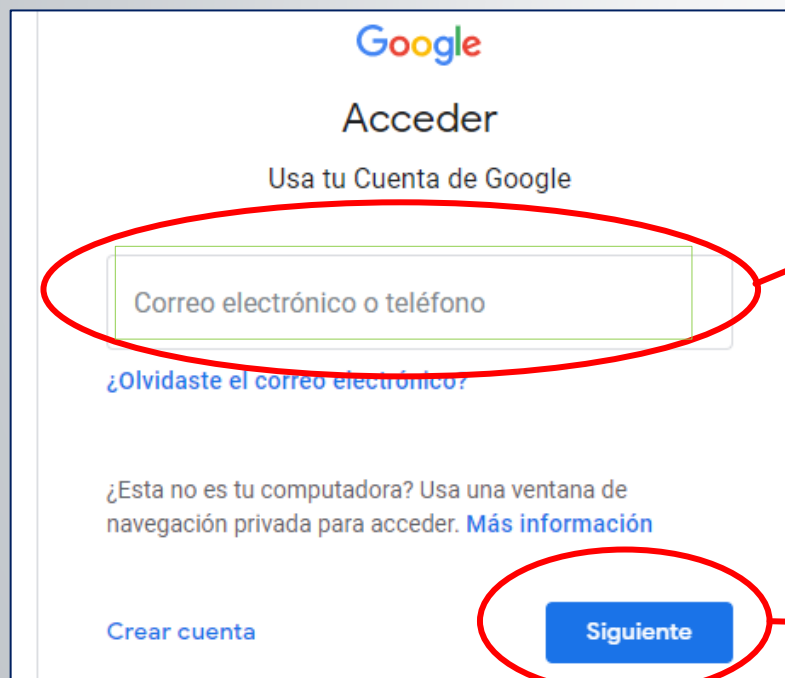 Google
Acceder
Usa tu Cuenta de Google
Correo electrónico o teléfono
¿Olvidaste el correo electrónico?
¿Esta no es tu computadora? Usa una ventana de
navegación privada para acceder. Más información
Crear cuenta
Siguiente